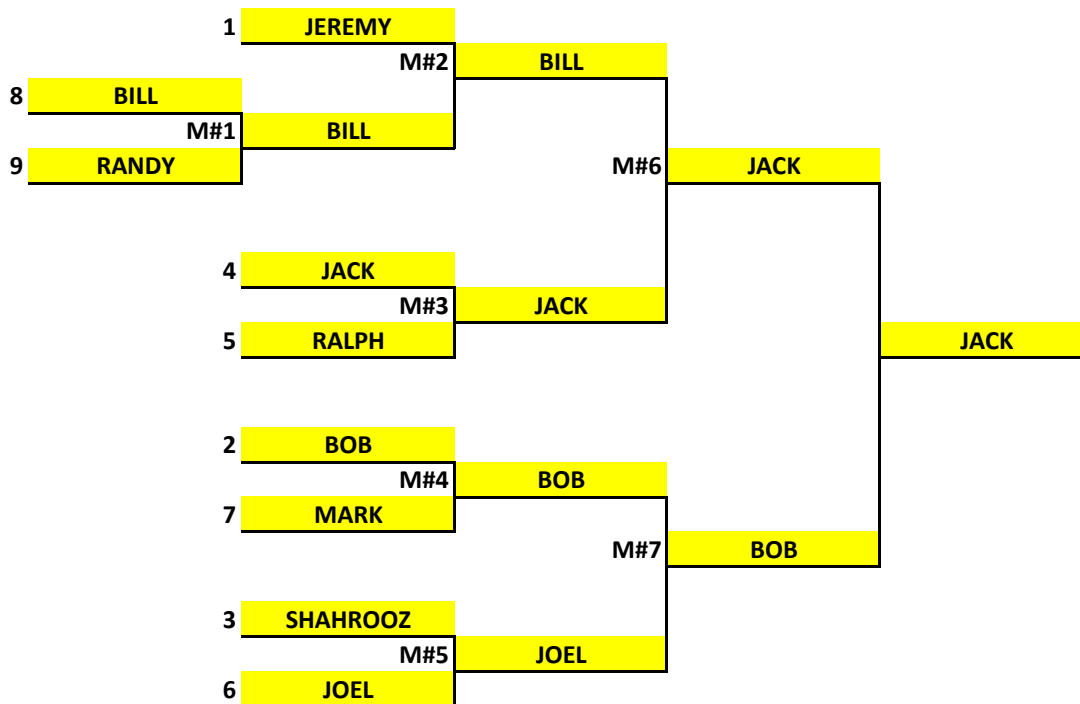 1 JEREMY
M#2 BILL
8 BILL
M#1 BILL
9 RANDY
M#6 JACK
4 JACK
M#3 JACK
5 RALPH
JACK
2 BOB
M#4 BOB
7 MARK
M#7 BOB
3 SHAHROOZ
M#5 JOEL
6 JOEL